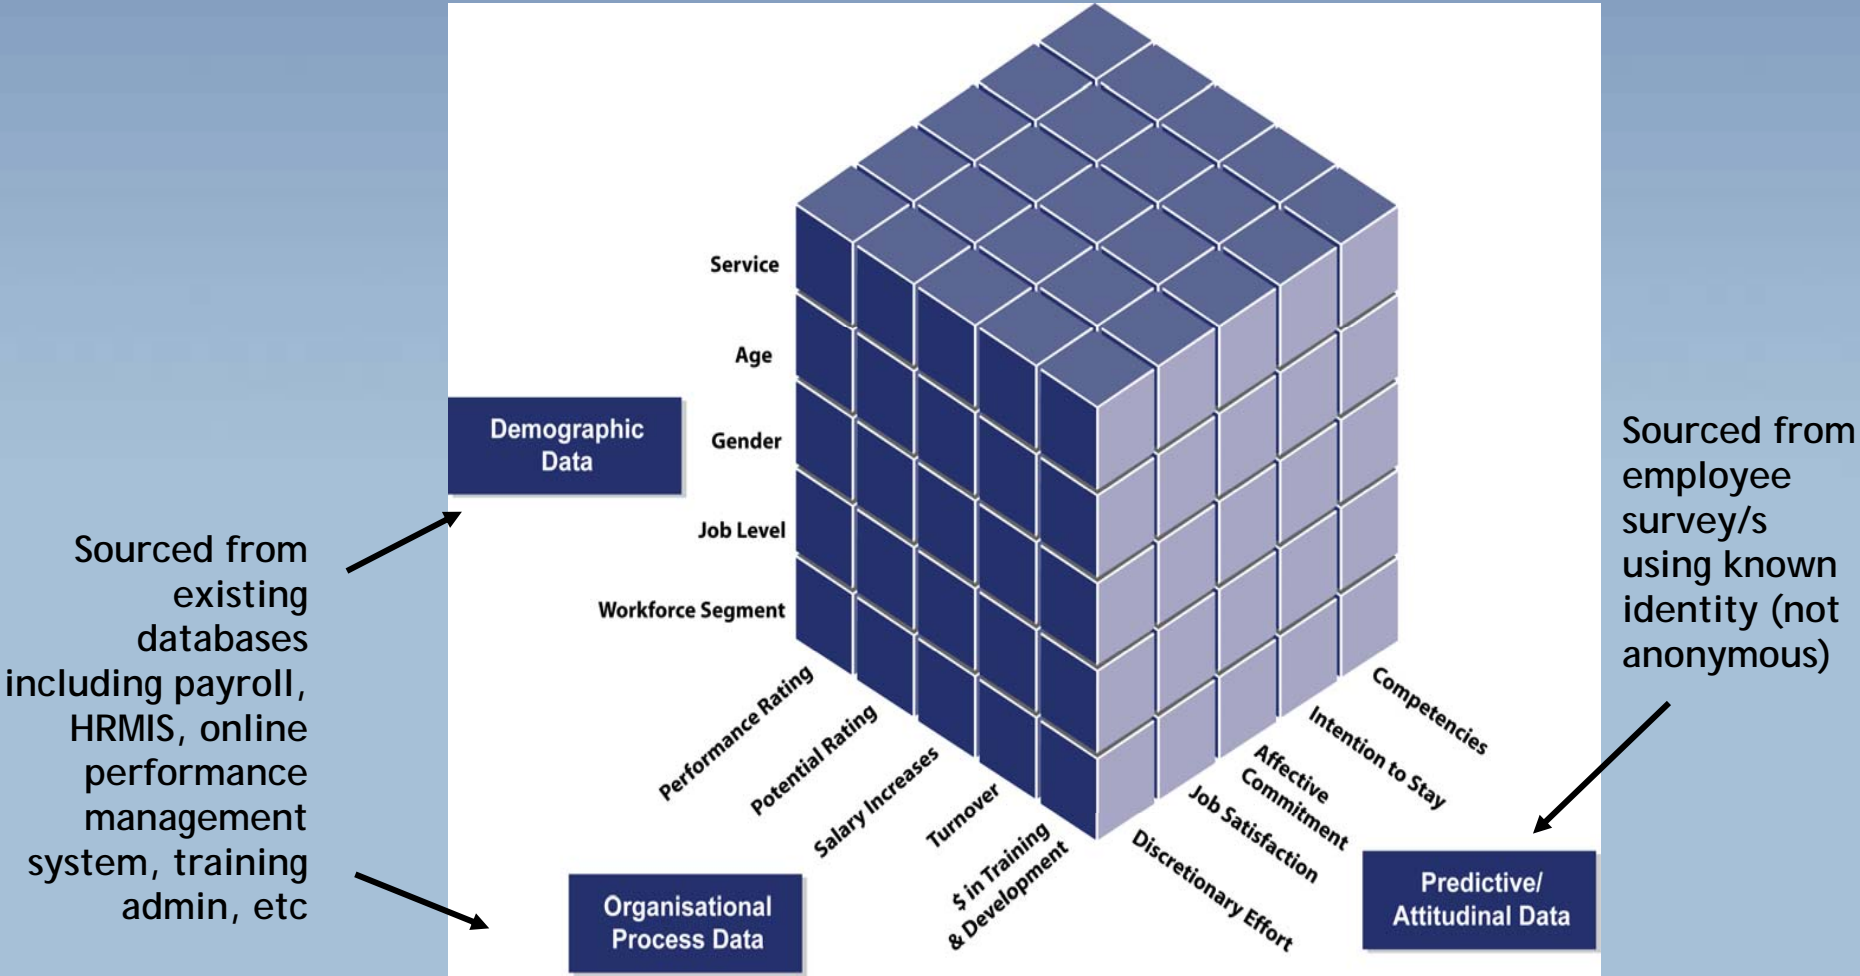 Service
Age
Gender
Job Level
Workforce Segment
Demographic
Data
Sourced from
existing
databases
including payroll,
HRMIS, online
performance
management
system, training
admin, etc
Performance Rating
Potential Rating
Salary Increases
Turnover
$ in Training
& Development
Organisational
Process Data
Discretionary Effort
Job Satisfaction
Affective
Commitment
Intention to Stay
Competencies
Predictive/
Attitudinal Data
Sourced from
employee
survey/s
using known
identity (not
anonymous)